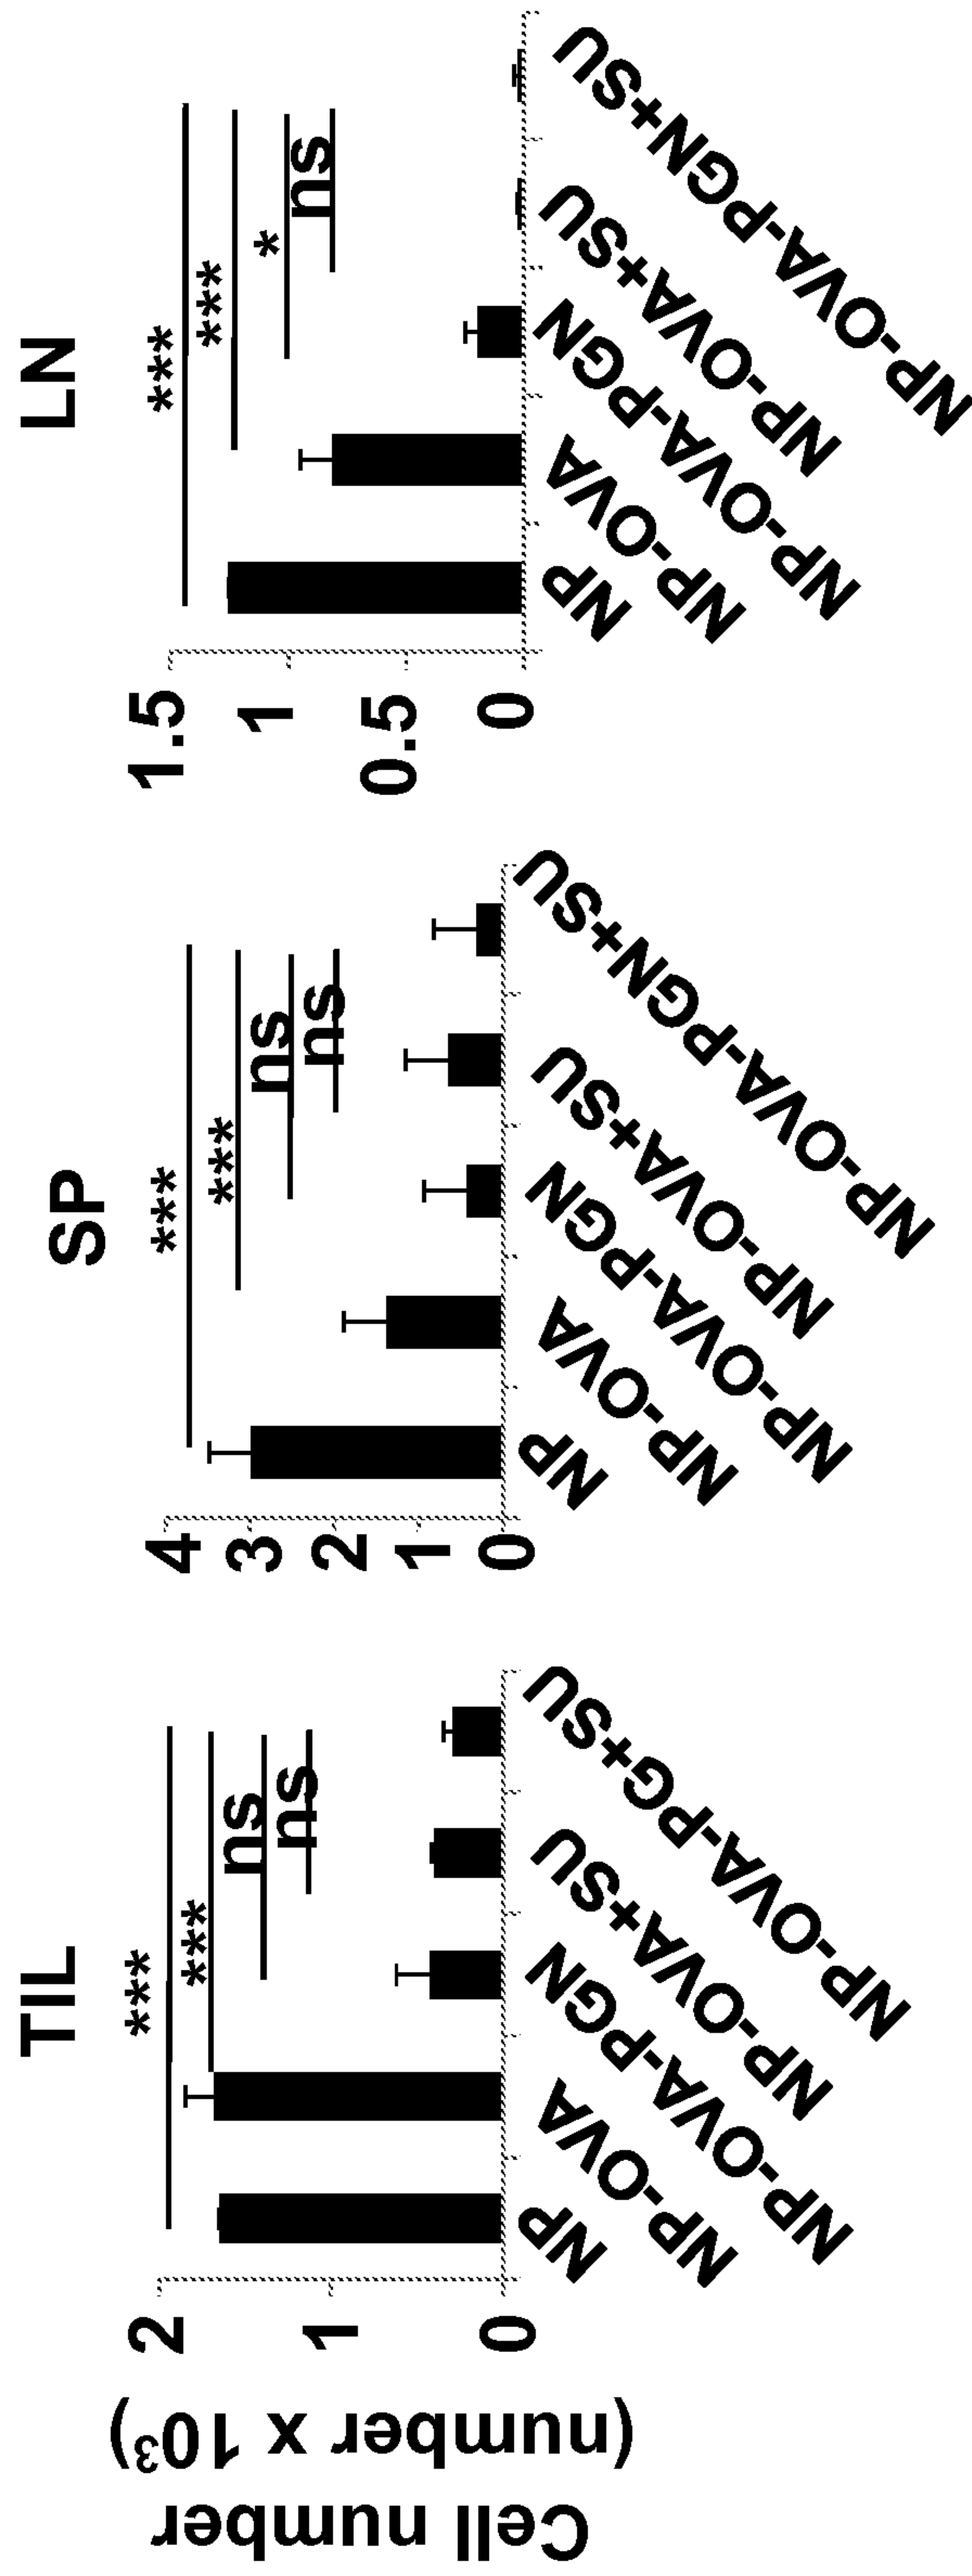 Cell number
(number x 10³)
TIL
2
1
0
***
***
ns
ns
NP
NP-OVA
NP-OVA-PGN
NP-OVA+SU
NP-OVA-PG+SU
SP
4
3
2
1
0
***
***
ns
ns
NP
NP-OVA
NP-OVA-PGN
NP-OVA+SU
NP-OVA-PGN+SU
LN
1.5
1
0.5
0
***
***
*
ns
NP
NP-OVA
NP-OVA-PGN
NP-OVA+SU
NP-OVA-PGN+SU